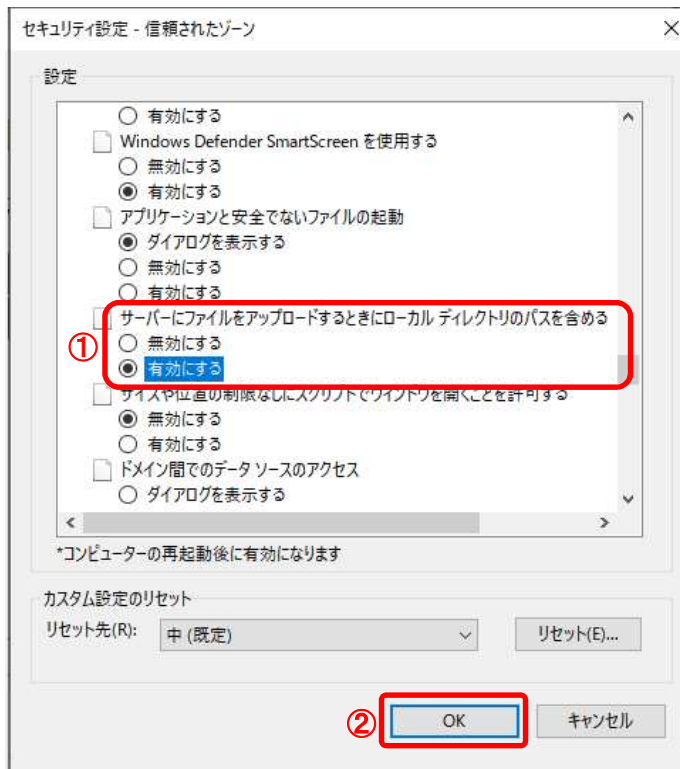 セキュリティ設定 - 信頼されたゾーン
設定
有効にする
Windows Defender SmartScreen を使用する
無効にする
有効にする
アプリケーションと安全でないファイルの起動
ダイアログを表示する
無効にする
有効にする
サーバーにファイルをアップロードするときにローカル ディレクトリのパスを含める
①
無効にする
有効にする
サイズや位置の制限なしにスクリプトでウィンドウを開くことを許可する
無効にする
有効にする
ドメイン間でのデータ ソースのアクセス
ダイアログを表示する
*コンピューターの再起動後に有効になります
カスタム設定のリセット
リセット先(R): 中 (既定) リセット(E)...
② OK キャンセル